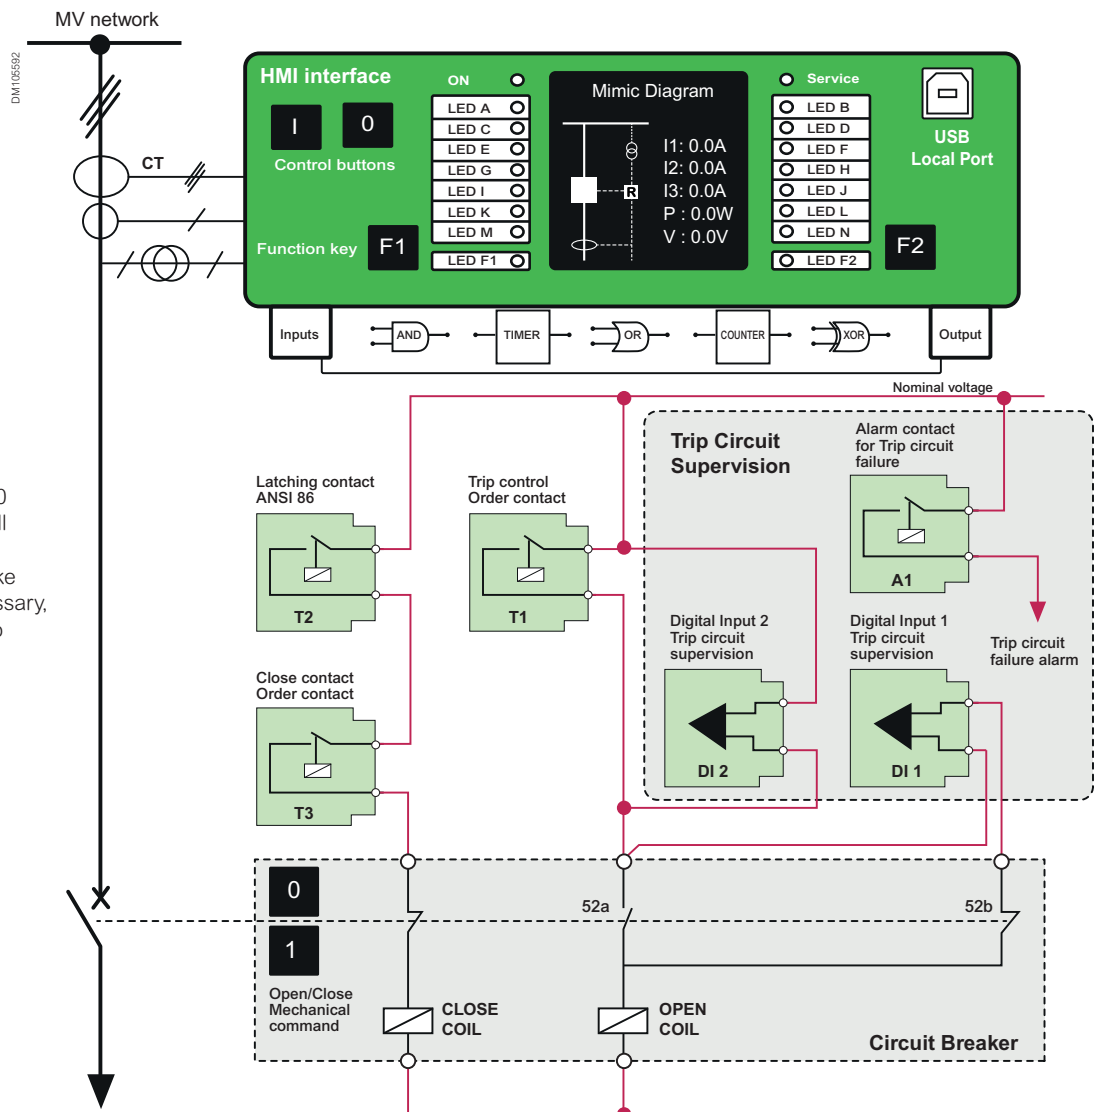 MV network
DM105592
HMI interface
ON
Service
Mimic Diagram
I
0
Control buttons
LED A
LED C
LED E
LED G
LED I
LED K
LED M
LED F1
I1: 0.0A
I2: 0.0A
I3: 0.0A
P : 0.0W
V : 0.0V
R
LED B
LED D
LED F
LED H
LED J
LED L
LED N
LED F2
USB
Local Port
CT
Function key
F1
F2
Inputs
AND
TIMER
OR
COUNTER
XOR
Output
Nominal voltage
Trip Circuit
Supervision
Alarm contact
for Trip circuit
failure
A1
Trip circuit
failure alarm
Latching contact
ANSI 86
T2
Trip control
Order contact
T1
0
ll
ke
ssary,
o
Digital Input 2
Trip circuit
supervision
DI 2
Digital Input 1
Trip circuit
supervision
DI 1
Close contact
Order contact
T3
0
1
Open/Close
Mechanical
command
52a
52b
CLOSE
COIL
OPEN
COIL
Circuit Breaker